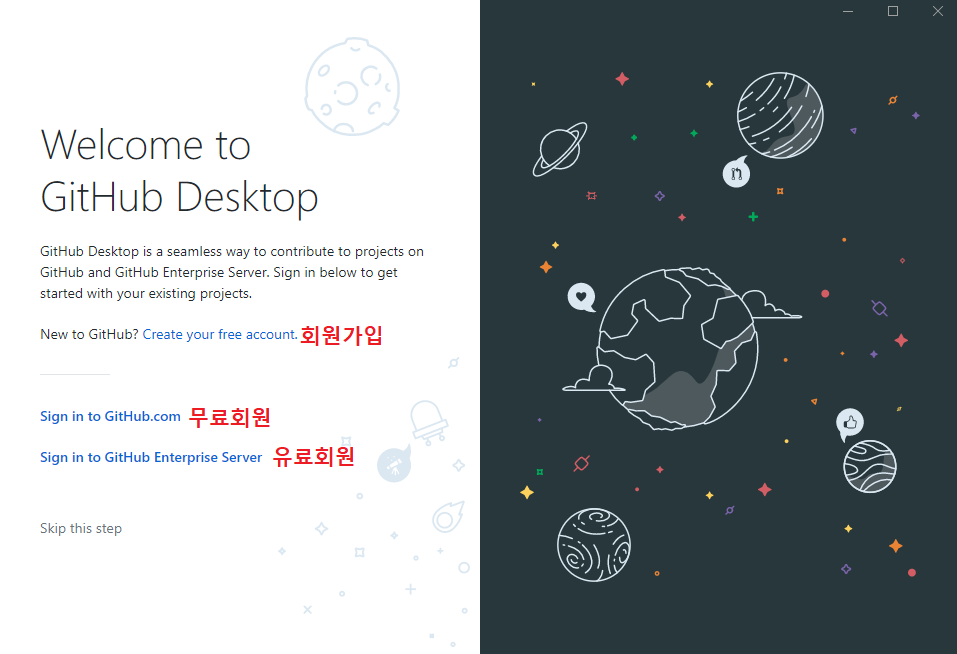 Welcome to
GitHub Desktop
GitHub Desktop is a seamless way to contribute to projects on
GitHub and GitHub Enterprise Server. Sign in below to get
started with your existing projects.
New to GitHub? Create your free account. 회원가입
Sign in to GitHub.com 무료회원
Sign in to GitHub Enterprise Server 유료회원
Skip this step